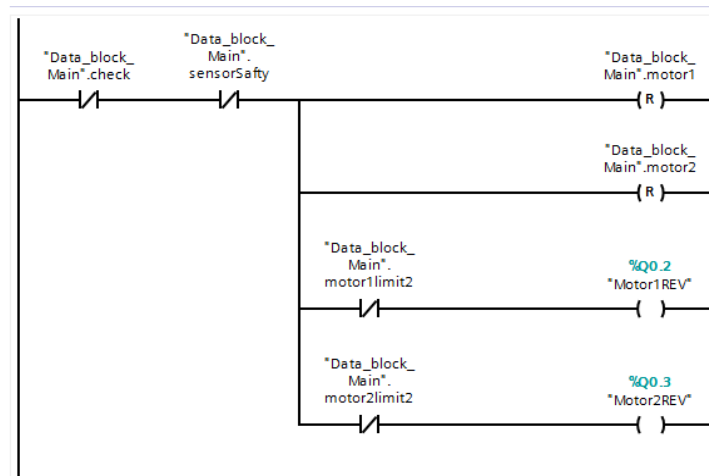 "Data_block_
Main".check
"Data_block_
Main".
sensorSafty
"Data_block_
Main".motor1
R
"Data_block_
Main".motor2
R
"Data_block_
Main".
motor1limit2
%Q0.2
"Motor1REV"
"Data_block_
Main".
motor2limit2
%Q0.3
"Motor2REV"